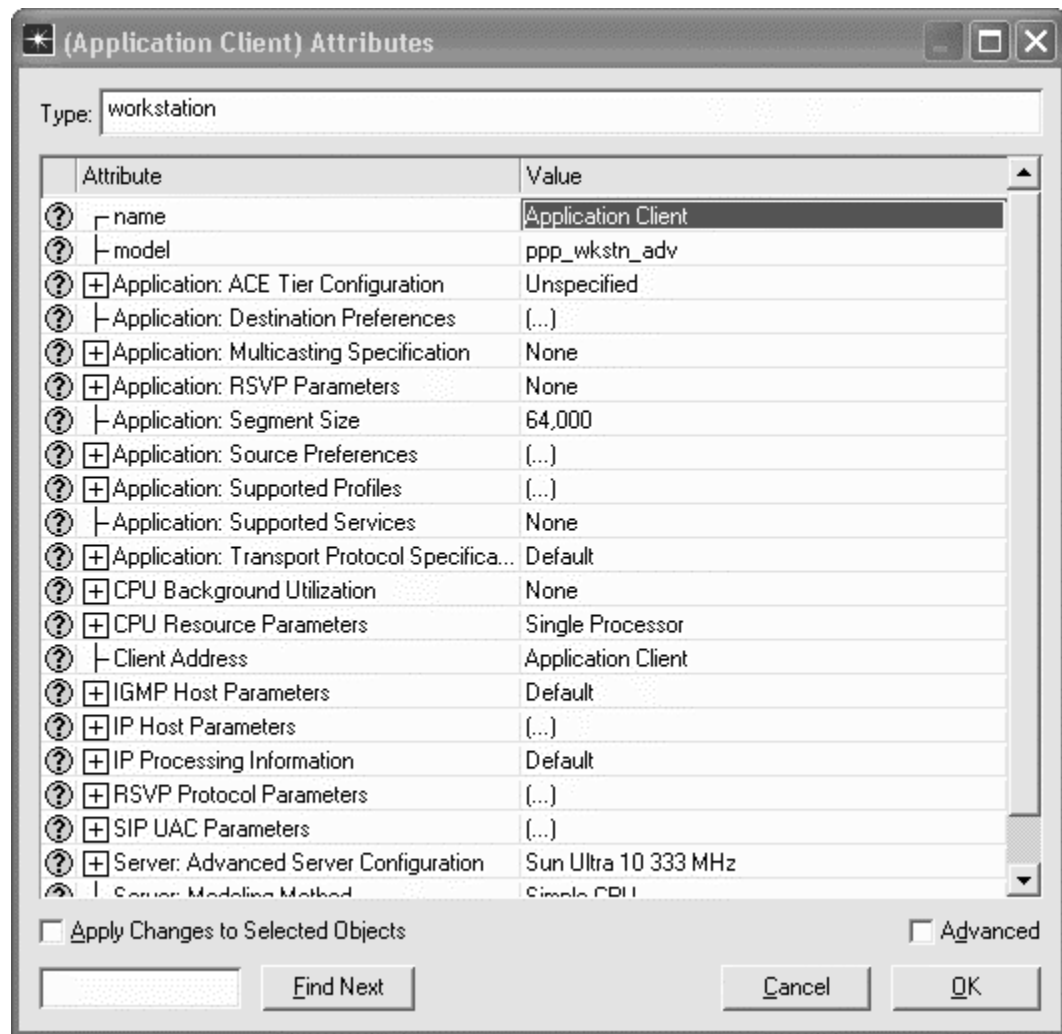 (Application Client) Attributes
Type: workstation
Attribute Value
name Application Client
model ppp_wkstn_adv
Application: ACE Tier Configuration Unspecified
Application: Destination Preferences (...)
Application: Multicasting Specification None
Application: RSVP Parameters None
Application: Segment Size 64,000
Application: Source Preferences (...)
Application: Supported Profiles (...)
Application: Supported Services None
Application: Transport Protocol Specifica... Default
CPU Background Utilization None
CPU Resource Parameters Single Processor
Client Address Application Client
IGMP Host Parameters Default
IP Host Parameters (...)
IP Processing Information Default
RSVP Protocol Parameters (...)
SIP UAC Parameters (...)
Server: Advanced Server Configuration Sun Ultra 10 333 MHz
Server: Modeling Method Simple CPU
Apply Changes to Selected Objects Advanced
Find Next Cancel OK